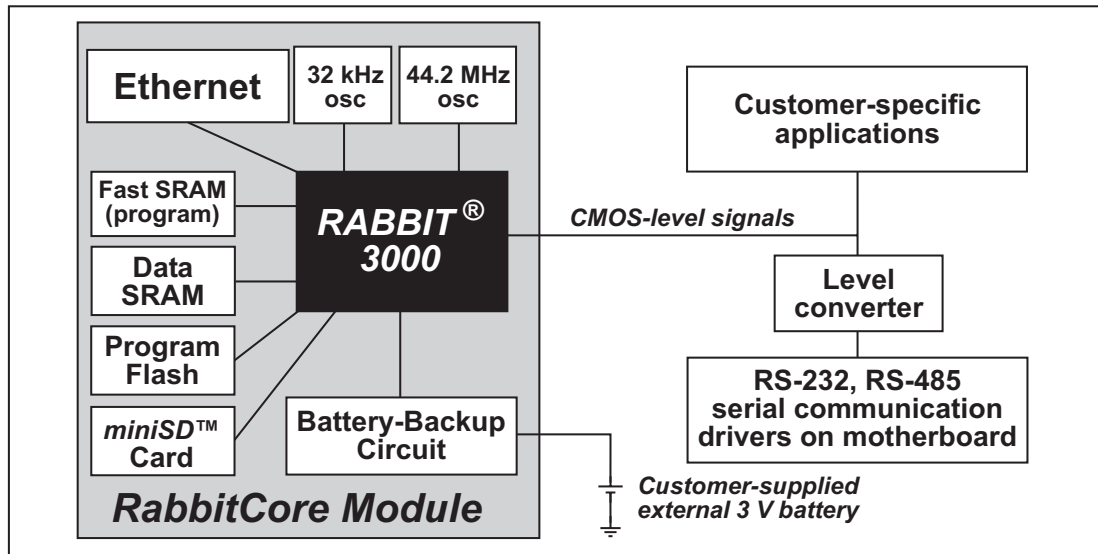 Ethernet
32 kHz
osc
44.2 MHz
osc
Customer-specific
applications
Fast SRAM
(program)
RABBIT®
3000
CMOS-level signals
Data
SRAM
Level
converter
Program
Flash
RS-232, RS-485
serial communication
drivers on motherboard
miniSD™
Card
Battery-Backup
Circuit
Customer-supplied
external 3 V battery
RabbitCore Module